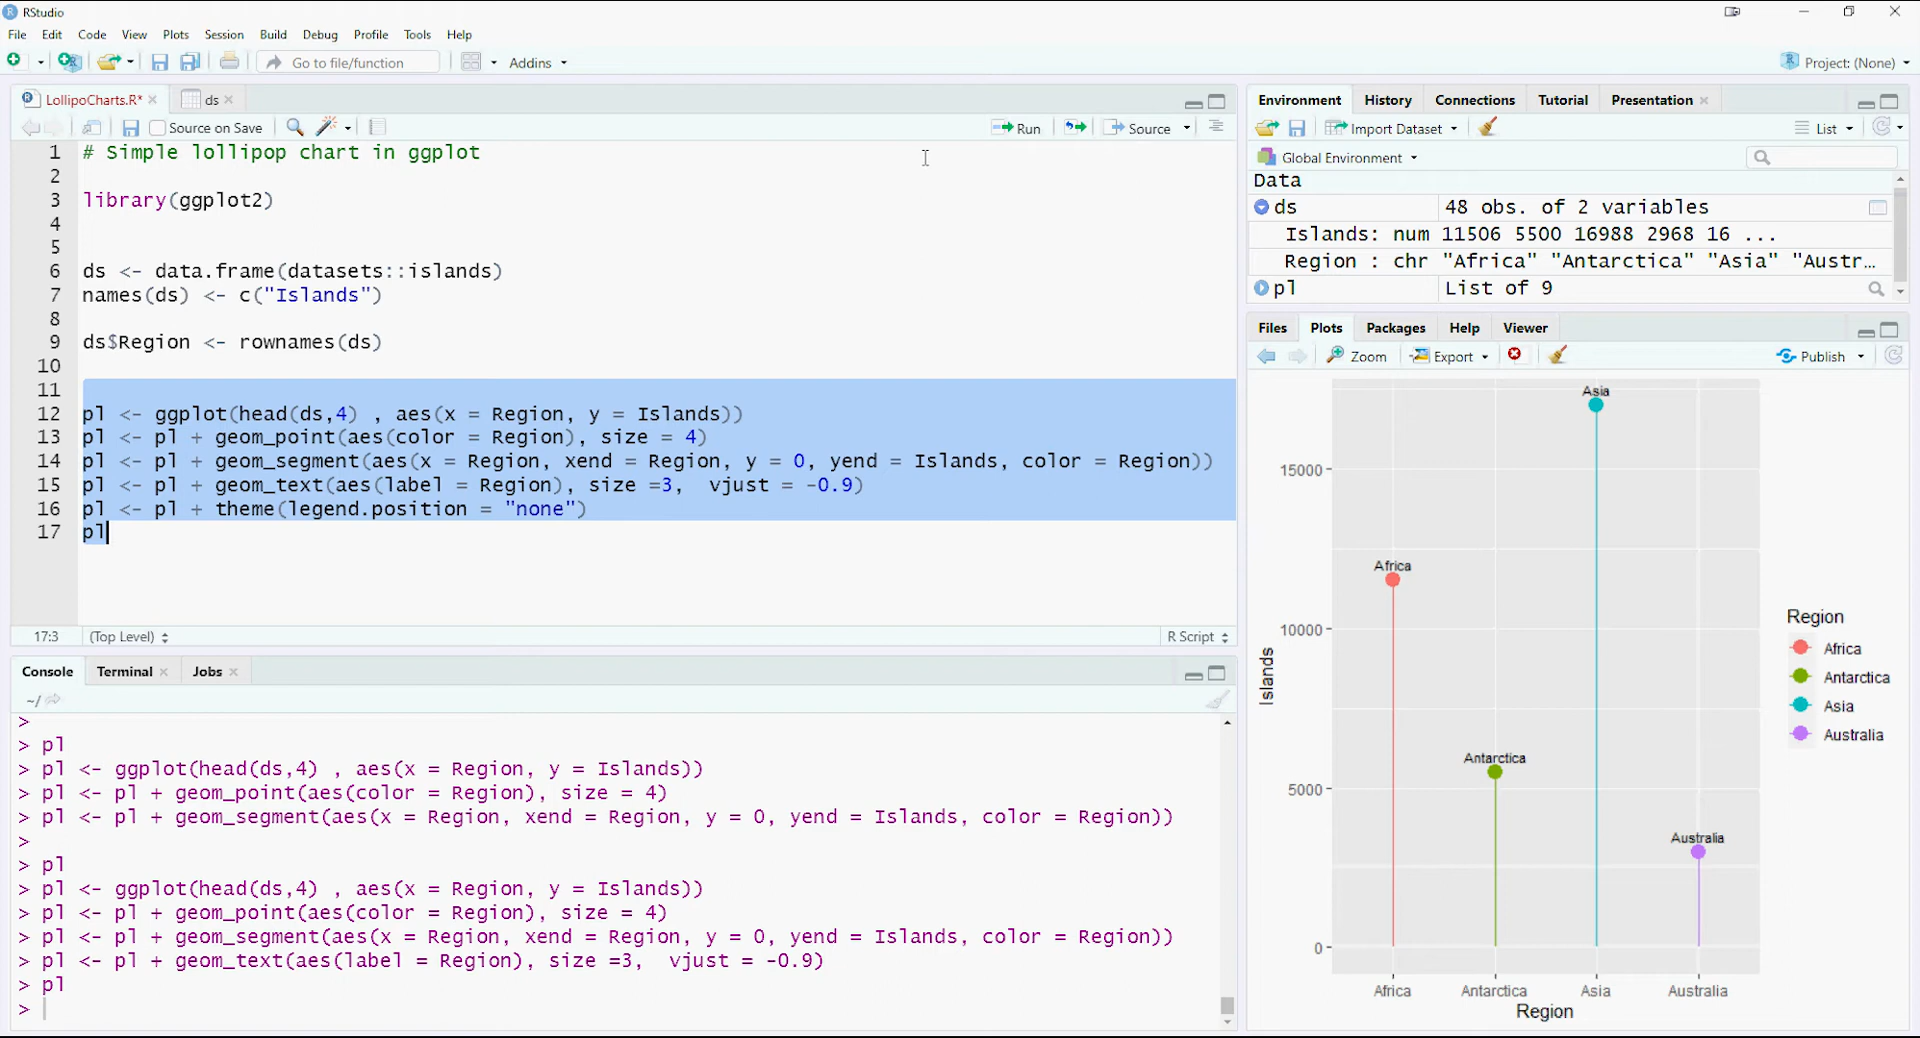 RStudio
File Edit Code View Plots Session Build Debug Profile Tools Help
Go to file/function Addins Project: (None)
LollipoCharts.R* ds
Source on Save Run Source
1 # Simple lollipop chart in ggplot
2
3 library(ggplot2)
4
5
6 ds <- data.frame(datasets::islands)
7 names(ds) <- c("Islands")
8
9 ds$Region <- rownames(ds)
10
11
12 pl <- ggplot(head(ds,4) , aes(x = Region, y = Islands))
13 pl <- pl + geom_point(aes(color = Region), size = 4)
14 pl <- pl + geom_segment(aes(x = Region, xend = Region, y = 0, yend = Islands, color = Region))
15 pl <- pl + geom_text(aes(label = Region), size =3,  vjust = -0.9)
16 pl <- pl + theme(legend.position = "none")
17 pl
17:3 (Top Level) R Script
Console Terminal Jobs
~/
>
> pl
> pl <- ggplot(head(ds,4) , aes(x = Region, y = Islands))
> pl <- pl + geom_point(aes(color = Region), size = 4)
> pl <- pl + geom_segment(aes(x = Region, xend = Region, y = 0, yend = Islands, color = Region))
>
> pl
> pl <- ggplot(head(ds,4) , aes(x = Region, y = Islands))
> pl <- pl + geom_point(aes(color = Region), size = 4)
> pl <- pl + geom_segment(aes(x = Region, xend = Region, y = 0, yend = Islands, color = Region))
> pl <- pl + geom_text(aes(label = Region), size =3,  vjust = -0.9)
> pl
>
Environment History Connections Tutorial Presentation
Import Dataset List
Global Environment
Data
ds 48 obs. of 2 variables
Islands: num 11506 5500 16988 2968 16 ...
Region : chr "Africa" "Antarctica" "Asia" "Austr...
pl List of 9
Files Plots Packages Help Viewer
Zoom Export Publish
Asia
15000
Africa
10000
Islands
Antarctica
5000
Australia
0
Africa Antarctica Asia Australia
Region
Region
Africa
Antarctica
Asia
Australia